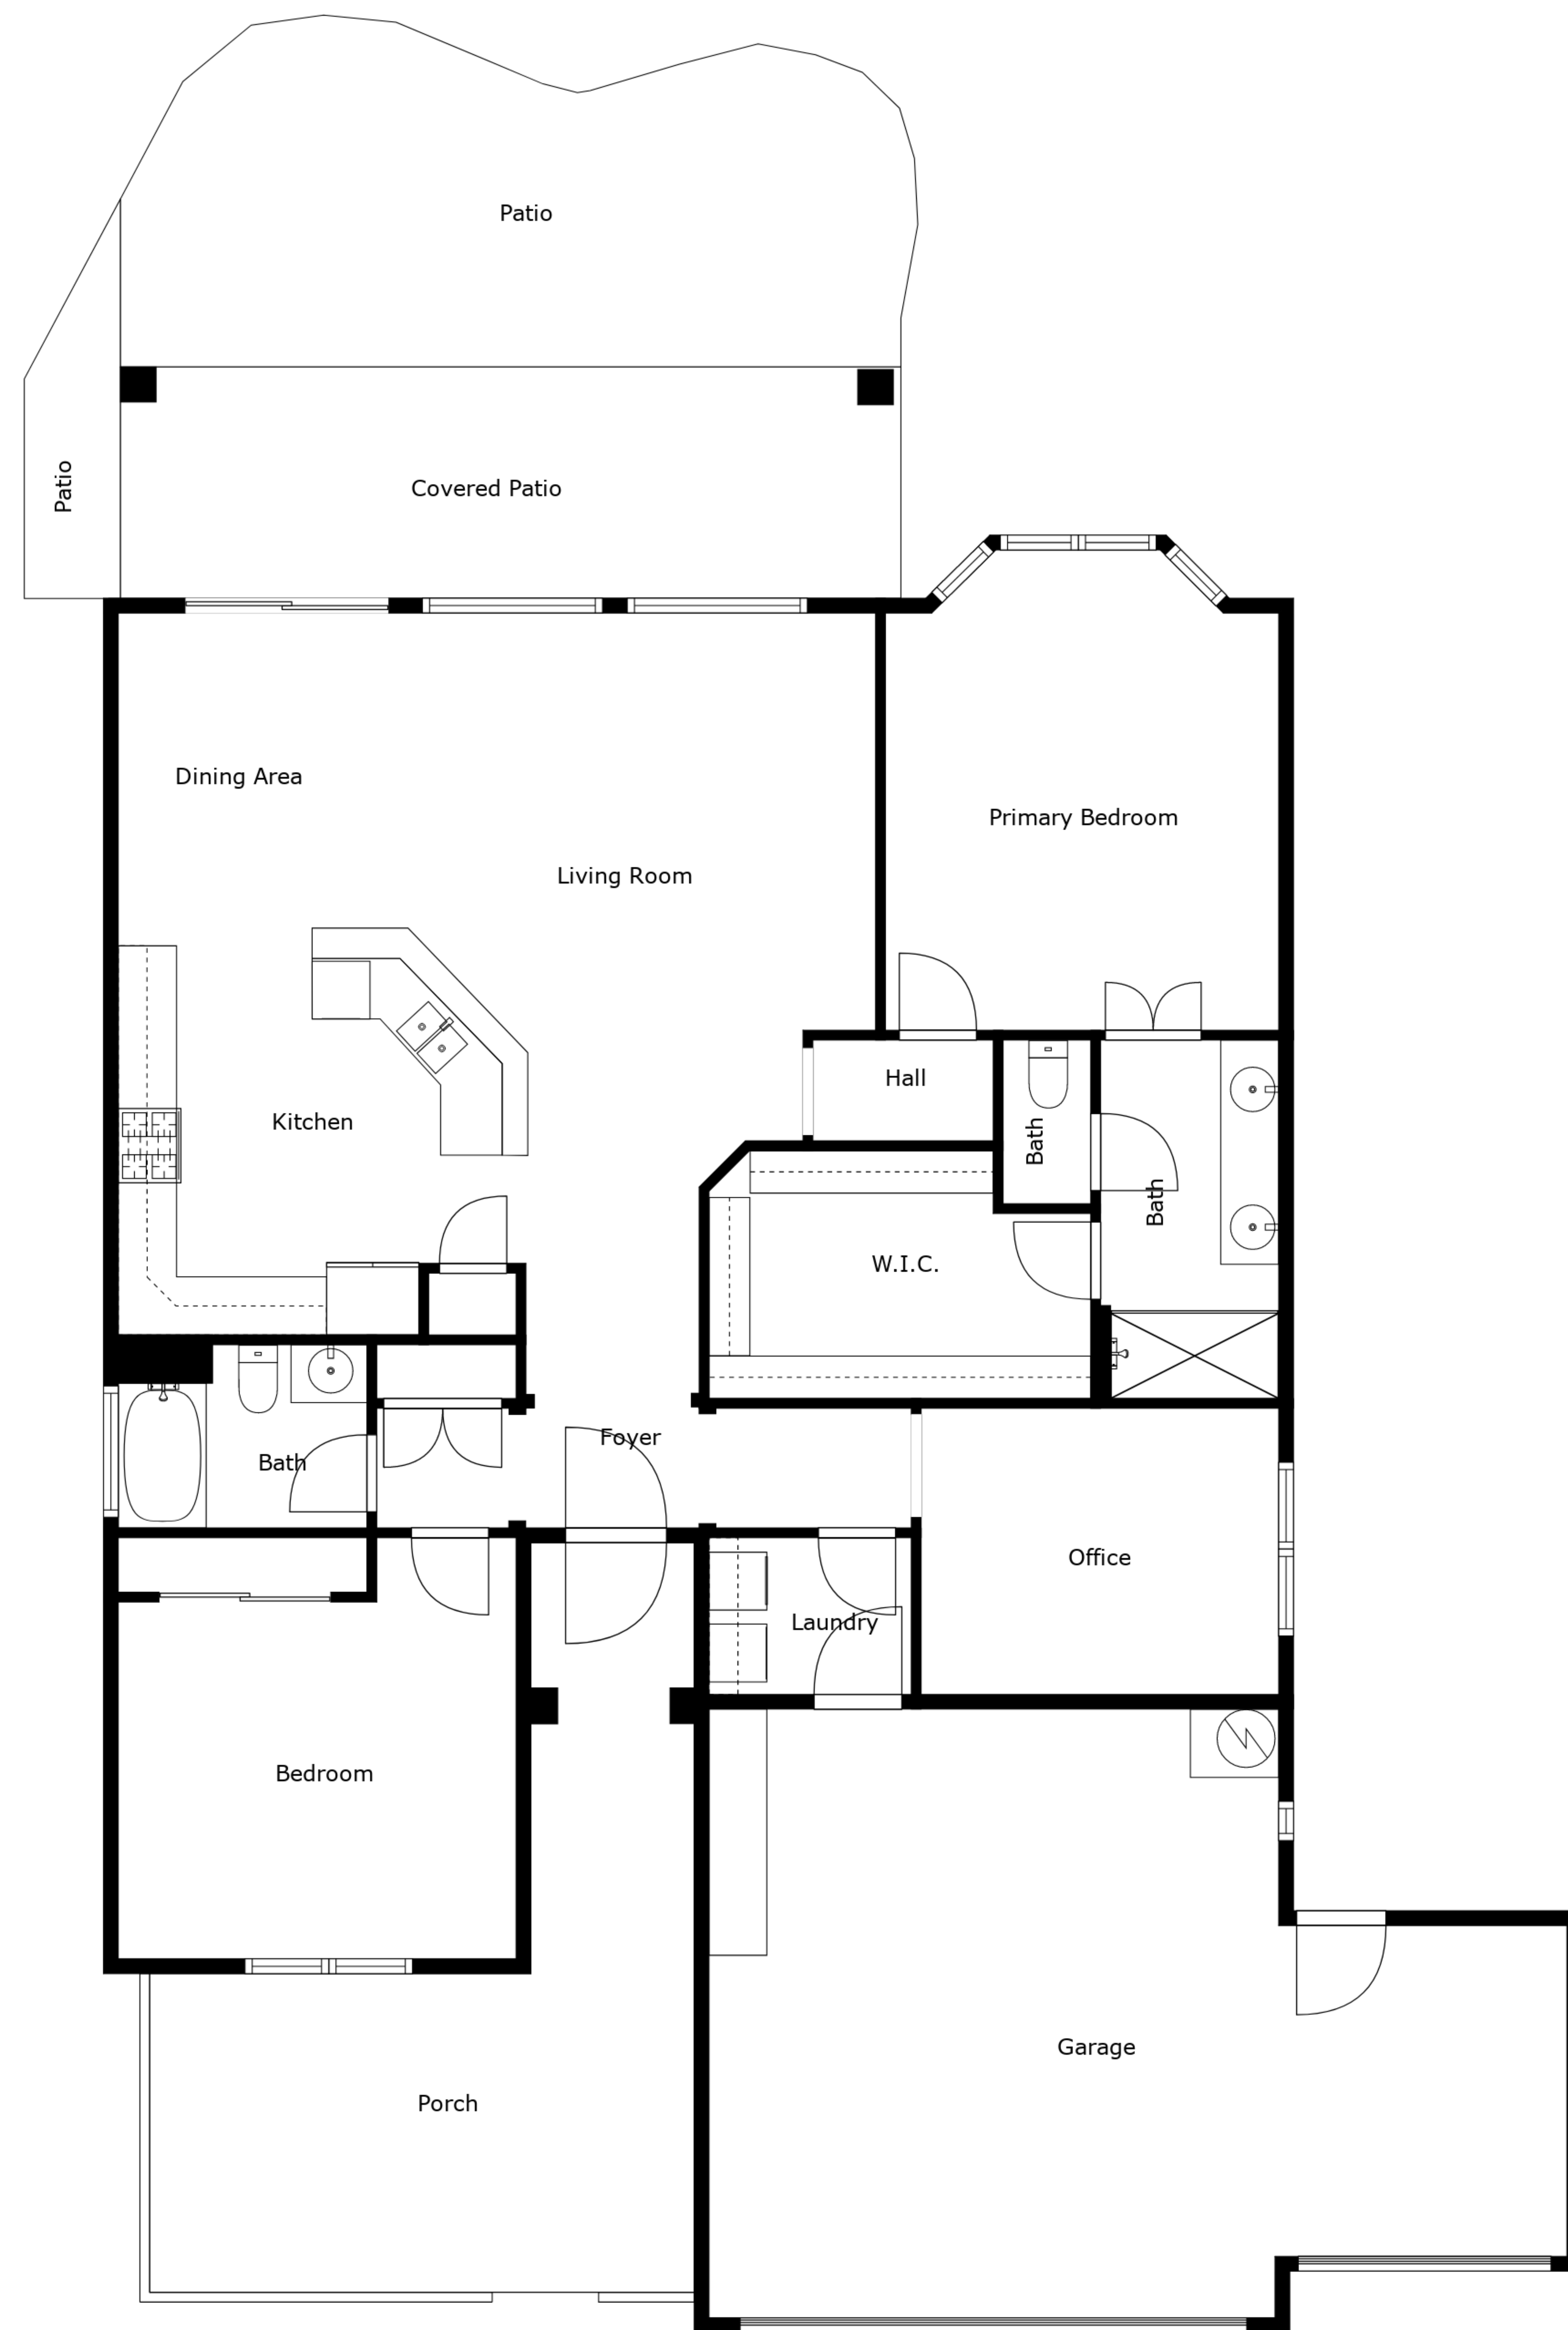 Patio
Patio
Covered Patio
Dining Area
Primary Bedroom
Living Room
Hall
Kitchen
Bath
Bath
W.I.C.
Foyer
Bath
Office
Laundry
Bedroom
Garage
Porch